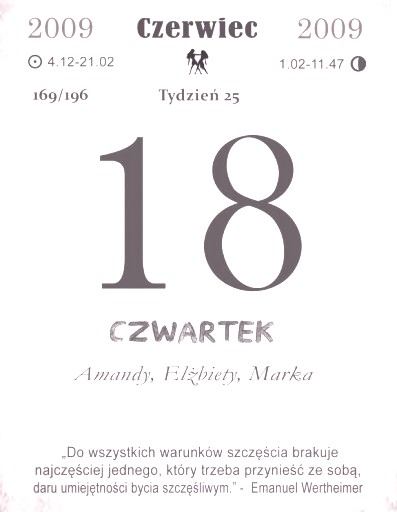 2009 Czerwiec 2009
4.12-21.02 1.02-11.47
169/196 Tydzień 25
18
CZWARTEK
Amandy, Elżbiety, Marka
„Do wszystkich warunków szczęścia brakuje
najczęściej jednego, który trzeba przynieść ze sobą,
daru umiejętności bycia szczęśliwym.” - Emanuel Wertheimer